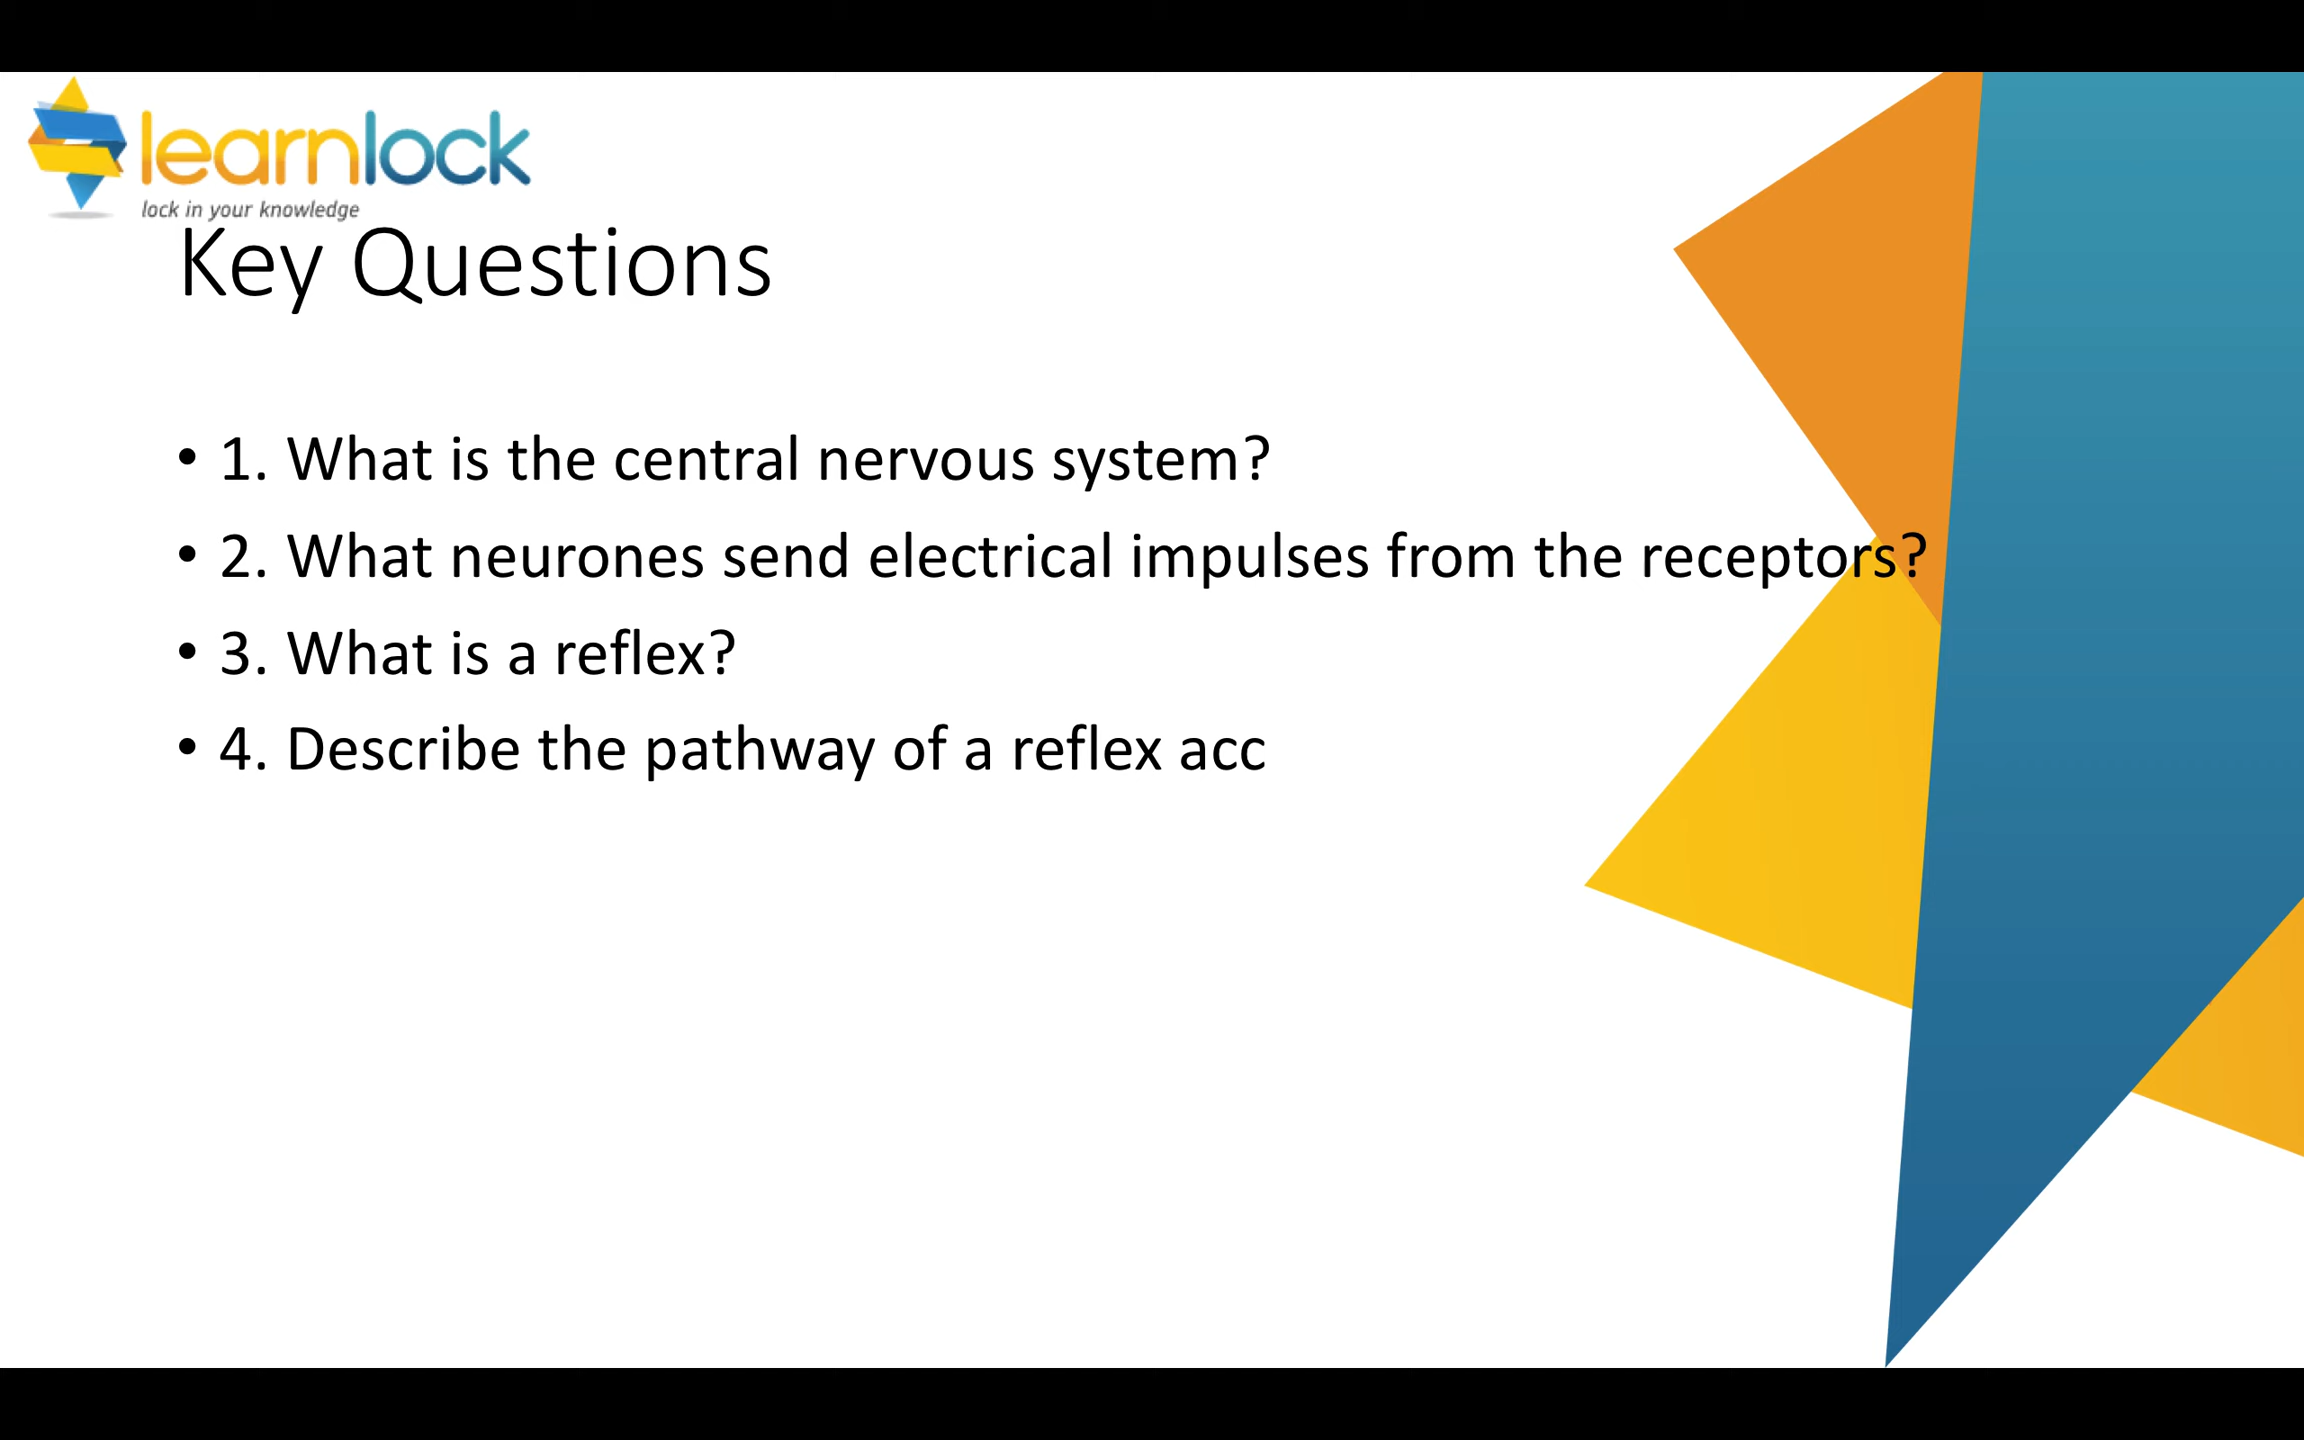 learnlock
lock in your knowledge
Key Questions
• 1. What is the central nervous system?
• 2. What neurones send electrical impulses from the receptors?
• 3. What is a reflex?
• 4. Describe the pathway of a reflex acc